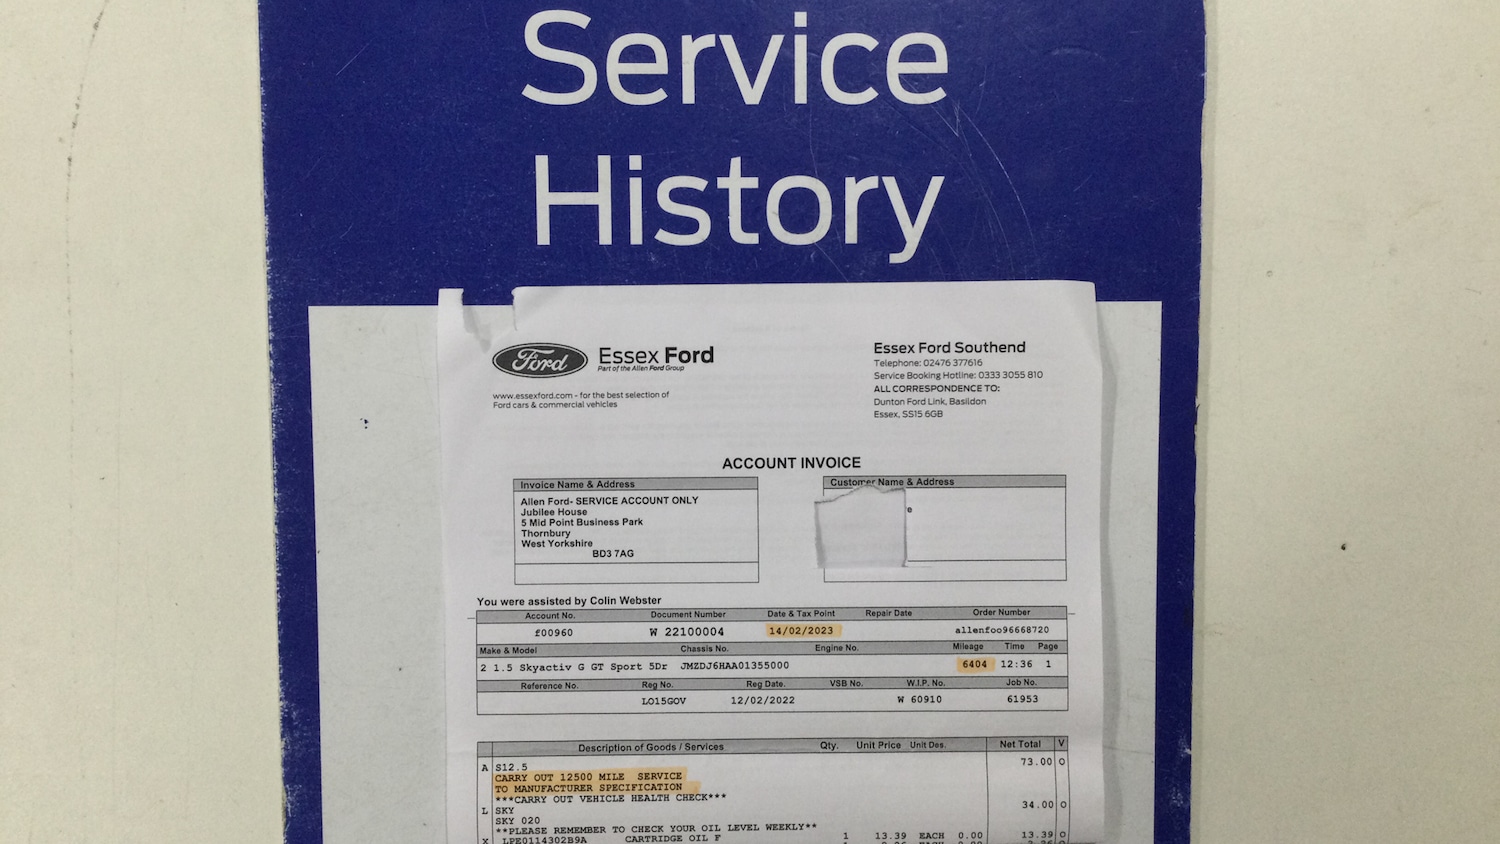 Service
History
Ford
Essex Ford
Part of the Allen Ford Group
www.essexford.com - for the best selection of
Ford cars & commercial vehicles
Essex Ford Southend
Telephone: 02476 377616
Service Booking Hotline: 0333 3055 810
ALL CORRESPONDENCE TO:
Dunton Ford Link, Basildon
Essex, SS15 6GB
ACCOUNT INVOICE
Invoice Name & Address
Allen Ford- SERVICE ACCOUNT ONLY
Jubilee House
5 Mid Point Business Park
Thornbury
West Yorkshire
BD3 7AG
Customer Name & Address
e
You were assisted by Colin Webster
Account No. Document Number Date & Tax Point Repair Date Order Number
f00960 W 22100004 14/02/2023 allenfoo96668720
Make & Model Chassis No. Engine No. Mileage Time Page
2 1.5 Skyactiv G GT Sport 5Dr JMZDJ6HAA01355000 6404 12:36 1
Reference No. Reg No. Reg Date. VSB No. W.I.P. No. Job No.
LO15GOV 12/02/2022 W 60910 61953
Description of Goods / Services Qty. Unit Price Unit Des. Net Total V
A S12.5 73.00 O
CARRY OUT 12500 MILE SERVICE
TO MANUFACTURER SPECIFICATION
***CARRY OUT VEHICLE HEALTH CHECK***
L SKY 34.00 O
SKY 020
**PLEASE REMEMBER TO CHECK YOUR OIL LEVEL WEEKLY**
X LPE0114302B9A CARTRIDGE OIL F 1 13.39 EACH 0.00 13.39 O